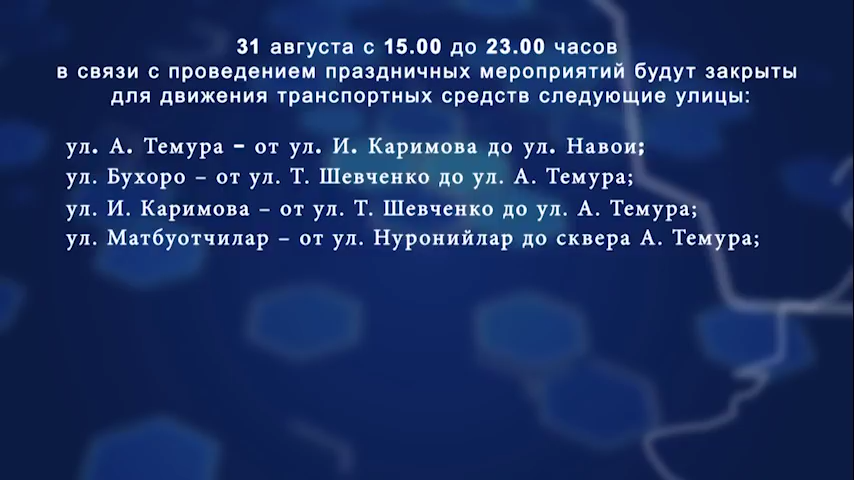 31 августа с 15.00 до 23.00 часов
в связи с проведением праздничных мероприятий будут закрыты
для движения транспортных средств следующие улицы:
ул. А. Темура – от ул. И. Каримова до ул. Навои;
ул. Бухоро – от ул. Т. Шевченко до ул. А. Темура;
ул. И. Каримова – от ул. Т. Шевченко до ул. А. Темура;
ул. Матбуотчилар – от ул. Нуронийлар до сквера А. Темура;